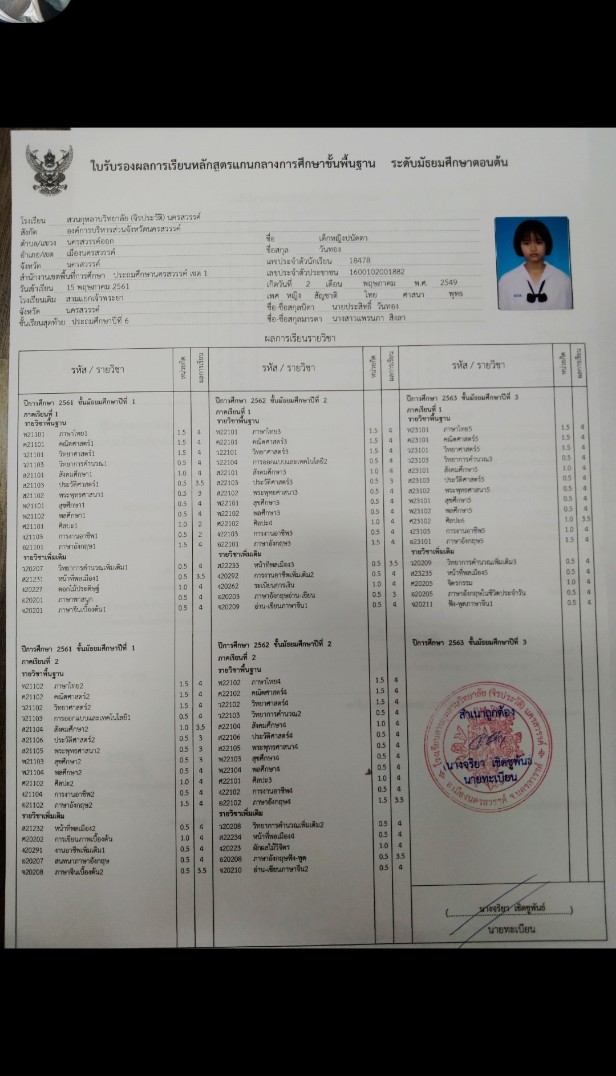 ใบรับรองผลการเรียนหลักสูตรแกนกลางการศึกษาขั้นพื้นฐาน ระดับมัธยมศึกษาตอนต้น
โรงเรียน สวนกุหลาบวิทยาลัย (จิรประวัติ) นครสวรรค์
สังกัด องค์การบริหารส่วนจังหวัดนครสวรรค์
ตำบล/แขวง นครสวรรค์ออก
อำเภอ/เขต เมืองนครสวรรค์
จังหวัด นครสวรรค์
สำนักงานเขตพื้นที่การศึกษา ประถมศึกษานครสวรรค์ เขต 1
วันเข้าเรียน 15 พฤษภาคม 2561
โรงเรียนเดิม สามแยกเจ้าพระยา
จังหวัด นครสวรรค์
ชั้นเรียนสุดท้าย ประถมศึกษาปีที่ 6
ชื่อ เด็กหญิงปนัดดา
ชื่อสกุล วันทอง
เลขประจำตัวนักเรียน 18478
เลขประจำตัวประชาชน 1600102001882
เกิดวันที่ 2 เดือน พฤษภาคม พ.ศ. 2549
เพศ หญิง สัญชาติ ไทย ศาสนา พุทธ
ชื่อ-ชื่อสกุลบิดา นายประสิทธิ์ วันทอง
ชื่อ-ชื่อสกุลมารดา นางสาวแพรนภา สิงลา
ผลการเรียนรายวิชา
รหัส / รายวิชา หน่วยกิต ผลการเรียน
ปีการศึกษา 2561 ชั้นมัธยมศึกษาปีที่ 1
ภาคเรียนที่ 1
รายวิชาพื้นฐาน
ท21101 ภาษาไทย1 1.5 4
ค21101 คณิตศาสตร์1 1.5 4
ว21101 วิทยาศาสตร์1 1.5 4
ว21103 วิทยาการคำนวณ1 0.5 4
ส21101 สังคมศึกษา1 1.0 4
ส21103 ประวัติศาสตร์1 0.5 3.5
ส21102 พระพุทธศาสนา1 0.5 3
พ21101 สุขศึกษา1 0.5 4
พ21102 พลศึกษา1 0.5 4
ศ21101 ศิลปะ1 1.0 2
ง21103 การงานอาชีพ1 0.5 2
อ21101 ภาษาอังกฤษ1 1.5 4
รายวิชาเพิ่มเติม
ว20207 วิทยาการคำนวณเพิ่มเติม1 0.5 4
ส21231 หน้าที่พลเมือง1 0.5 3.5
ศ20227 ดอกไม้ประดิษฐ์ 1.0 4
อ20201 ภาษาพาสนุก 0.5 4
จ20201 ภาษาจีนเบื้องต้น1 0.5 4
รหัส / รายวิชา หน่วยกิต ผลการเรียน
ปีการศึกษา 2562 ชั้นมัธยมศึกษาปีที่ 2
ภาคเรียนที่ 1
รายวิชาพื้นฐาน
ท22101 ภาษาไทย3 1.5 4
ค22101 คณิตศาสตร์3 1.5 4
ว22101 วิทยาศาสตร์3 1.5 4
ว22104 การออกแบบและเทคโนโลยี2 0.5 4
ส22101 สังคมศึกษา3 1.0 4
ส22103 ประวัติศาสตร์3 0.5 3
ส22102 พระพุทธศาสนา3 0.5 4
พ22101 สุขศึกษา3 0.5 4
พ22102 พลศึกษา3 0.5 4
ศ22102 ศิลปะ4 1.0 4
ง22103 การงานอาชีพ3 0.5 4
อ22101 ภาษาอังกฤษ3 1.5 4
รายวิชาเพิ่มเติม
ส22233 หน้าที่พลเมือง3 0.5 3.5
ง20292 การงานอาชีพเพิ่มเติม2 0.5 4
ง20262 ระเบียบการเงิน 1.0 4
อ20203 ภาษาอังกฤษอ่าน-เขียน 0.5 3
จ20209 อ่าน-เขียนภาษาจีน1 0.5 4
รหัส / รายวิชา หน่วยกิต ผลการเรียน
ปีการศึกษา 2563 ชั้นมัธยมศึกษาปีที่ 3
ภาคเรียนที่ 1
รายวิชาพื้นฐาน
ท23101 ภาษาไทย5 1.5 4
ค23101 คณิตศาสตร์5 1.5 4
ว23101 วิทยาศาสตร์5 1.5 4
ว23103 วิทยาการคำนวณ3 0.5 4
ส23101 สังคมศึกษา5 1.0 4
ส23103 ประวัติศาสตร์5 0.5 4
ส23102 พระพุทธศาสนา5 0.5 4
พ23101 สุขศึกษา5 0.5 4
พ23102 พลศึกษา5 0.5 4
ศ23102 ศิลปะ6 1.0 3.5
ง23101 การงานอาชีพ5 1.0 4
อ23101 ภาษาอังกฤษ5 1.5 4
รายวิชาเพิ่มเติม
ว20209 วิทยาการคำนวณเพิ่มเติม3 0.5 4
ส23235 หน้าที่พลเมือง5 0.5 4
ศ20205 จิตรกรรม 1.0 4
อ20205 ภาษาอังกฤษในชีวิตประจำวัน 0.5 4
จ20211 ฟัง-พูดภาษาจีน1 0.5 4
ปีการศึกษา 2561 ชั้นมัธยมศึกษาปีที่ 1
ภาคเรียนที่ 2
รายวิชาพื้นฐาน
ท21102 ภาษาไทย2 1.5 4
ค21102 คณิตศาสตร์2 1.5 4
ว21102 วิทยาศาสตร์2 1.5 4
ว21103 การออกแบบและเทคโนโลยี1 0.5 4
ส21104 สังคมศึกษา2 1.0 3.5
ส21106 ประวัติศาสตร์2 0.5 3
ส21105 พระพุทธศาสนา2 0.5 3
พ21103 สุขศึกษา2 0.5 3
พ21104 พลศึกษา2 0.5 4
ศ21102 ศิลปะ2 1.0 4
ง21104 การงานอาชีพ2 0.5 4
อ21102 ภาษาอังกฤษ2 1.5 4
รายวิชาเพิ่มเติม
ส21232 หน้าที่พลเมือง2 0.5 4
ศ20202 การเขียนภาพเบื้องต้น 1.0 4
ง20291 งานอาชีพเพิ่มเติม1 0.5 4
อ20207 สนทนาภาษาอังกฤษ 0.5 4
จ20208 ภาษาจีนเบื้องต้น2 0.5 3.5
ปีการศึกษา 2562 ชั้นมัธยมศึกษาปีที่ 2
ภาคเรียนที่ 2
รายวิชาพื้นฐาน
ท22102 ภาษาไทย4 1.5 4
ค22102 คณิตศาสตร์4 1.5 4
ว22102 วิทยาศาสตร์4 1.5 4
ว22103 วิทยาการคำนวณ2 0.5 4
ส22104 สังคมศึกษา4 1.0 4
ส22106 ประวัติศาสตร์4 0.5 4
ส22105 พระพุทธศาสนา4 0.5 4
พ22103 สุขศึกษา4 0.5 4
พ22104 พลศึกษา4 0.5 4
ศ22101 ศิลปะ3 1.0 4
ง22102 การงานอาชีพ4 0.5 4
อ22102 ภาษาอังกฤษ4 1.5 3.5
รายวิชาเพิ่มเติม
ว20208 วิทยาการคำนวณเพิ่มเติม2 0.5 4
ส22234 หน้าที่พลเมือง4 0.5 4
ง20223 ผักผลไม้วิจิตร 1.0 4
อ20208 ภาษาอังกฤษฟัง-พูด 0.5 3.5
จ20210 อ่าน-เขียนภาษาจีน2 0.5 4
ปีการศึกษา 2563 ชั้นมัธยมศึกษาปีที่ 3
สำเนาถูกต้อง
(นางจริยา เชิดชูพันธ์)
นายทะเบียน
นางจริยา เชิดชูพันธ์
นายทะเบียน